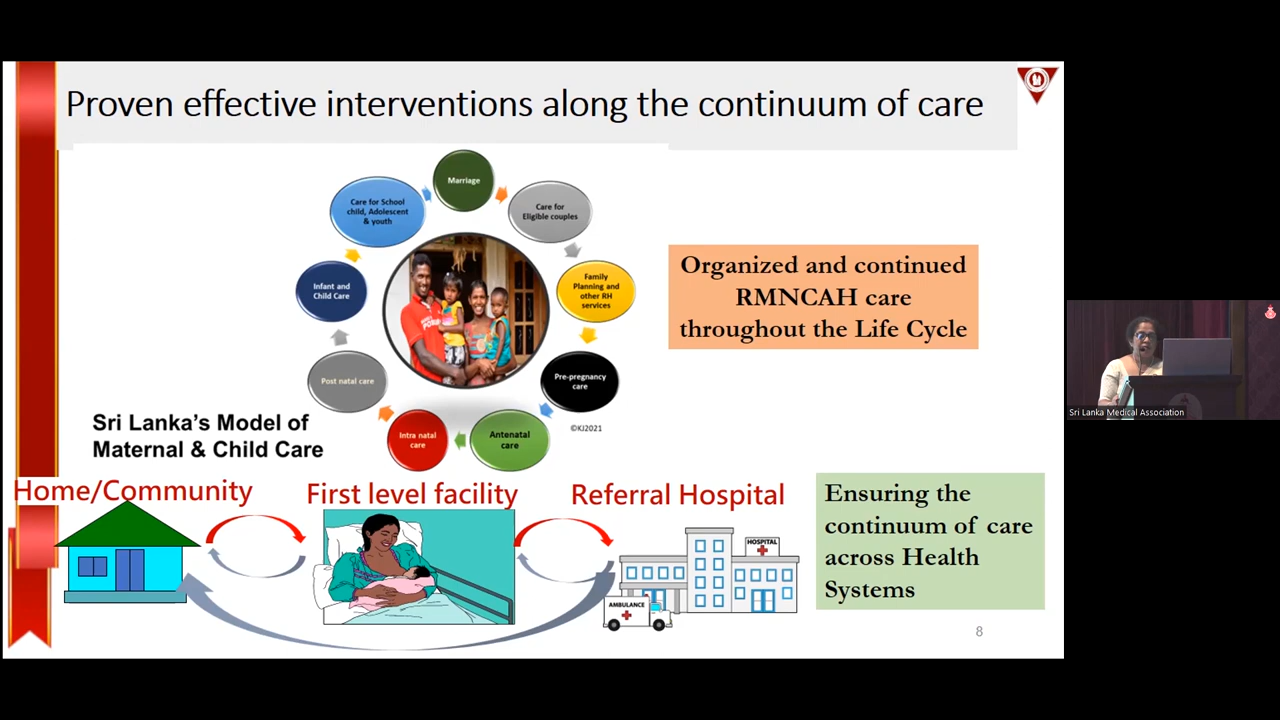 Proven effective interventions along the continuum of care
Marriage
Care for
Eligible couples
Family
Planning and
other RH
services
Pre-pregnancy
care
Antenatal
care
Intra natal
care
Post natal care
Infant and
Child Care
Care for School
child, Adolescent
& youth
©KJ2021
Organized and continued
RMNCAH care
throughout the Life Cycle
Sri Lanka's Model of
Maternal & Child Care
Home/Community
First level facility
Referral Hospital
HOSPITAL
AMBULANCE
Ensuring the
continuum of care
across Health
Systems
8
Sri Lanka Medical Association